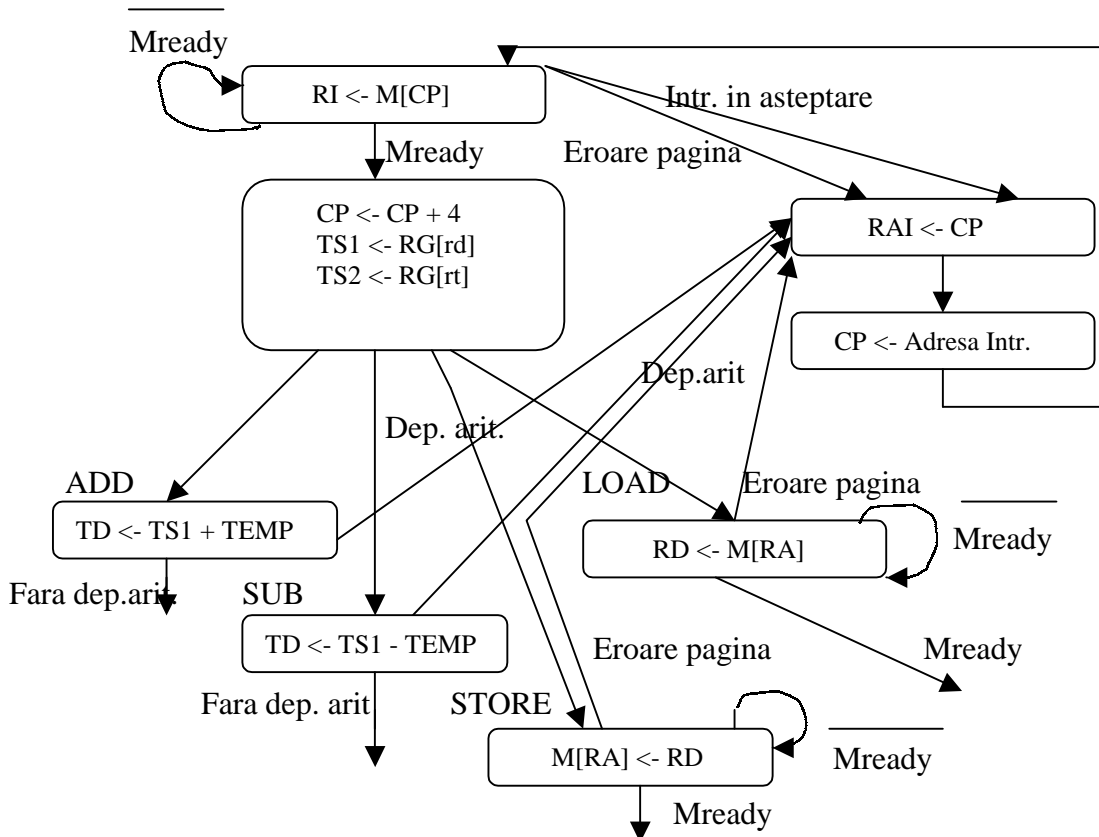 Mready
RI <- M[CP]
Intr. in asteptare
Mready
Eroare pagina
CP <- CP + 4
TS1 <- RG[rd]
TS2 <- RG[rt]
RAI <- CP
CP <- Adresa Intr.
Dep.arit
Dep. arit.
ADD
LOAD
Eroare pagina
TD <- TS1 + TEMP
RD <- M[RA]
Mready
Fara dep.arit.
SUB
TD <- TS1 - TEMP
Eroare pagina
Mready
Fara dep. arit
STORE
M[RA] <- RD
Mready
Mready